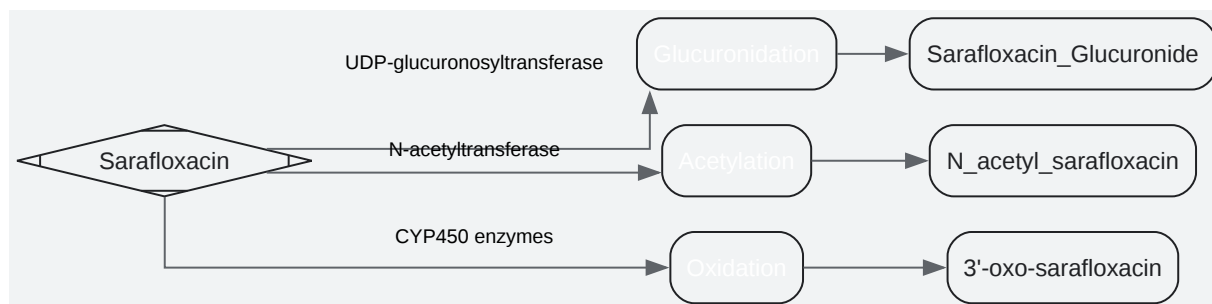 UDP-glucuronosyltransferase
Glucuronidation
Sarafloxacin_Glucuronide
Sarafloxacin
N-acetyltransferase
Acetylation
N_acetyl_sarafloxacin
CYP450 enzymes
Oxidation
3'-oxo-sarafloxacin